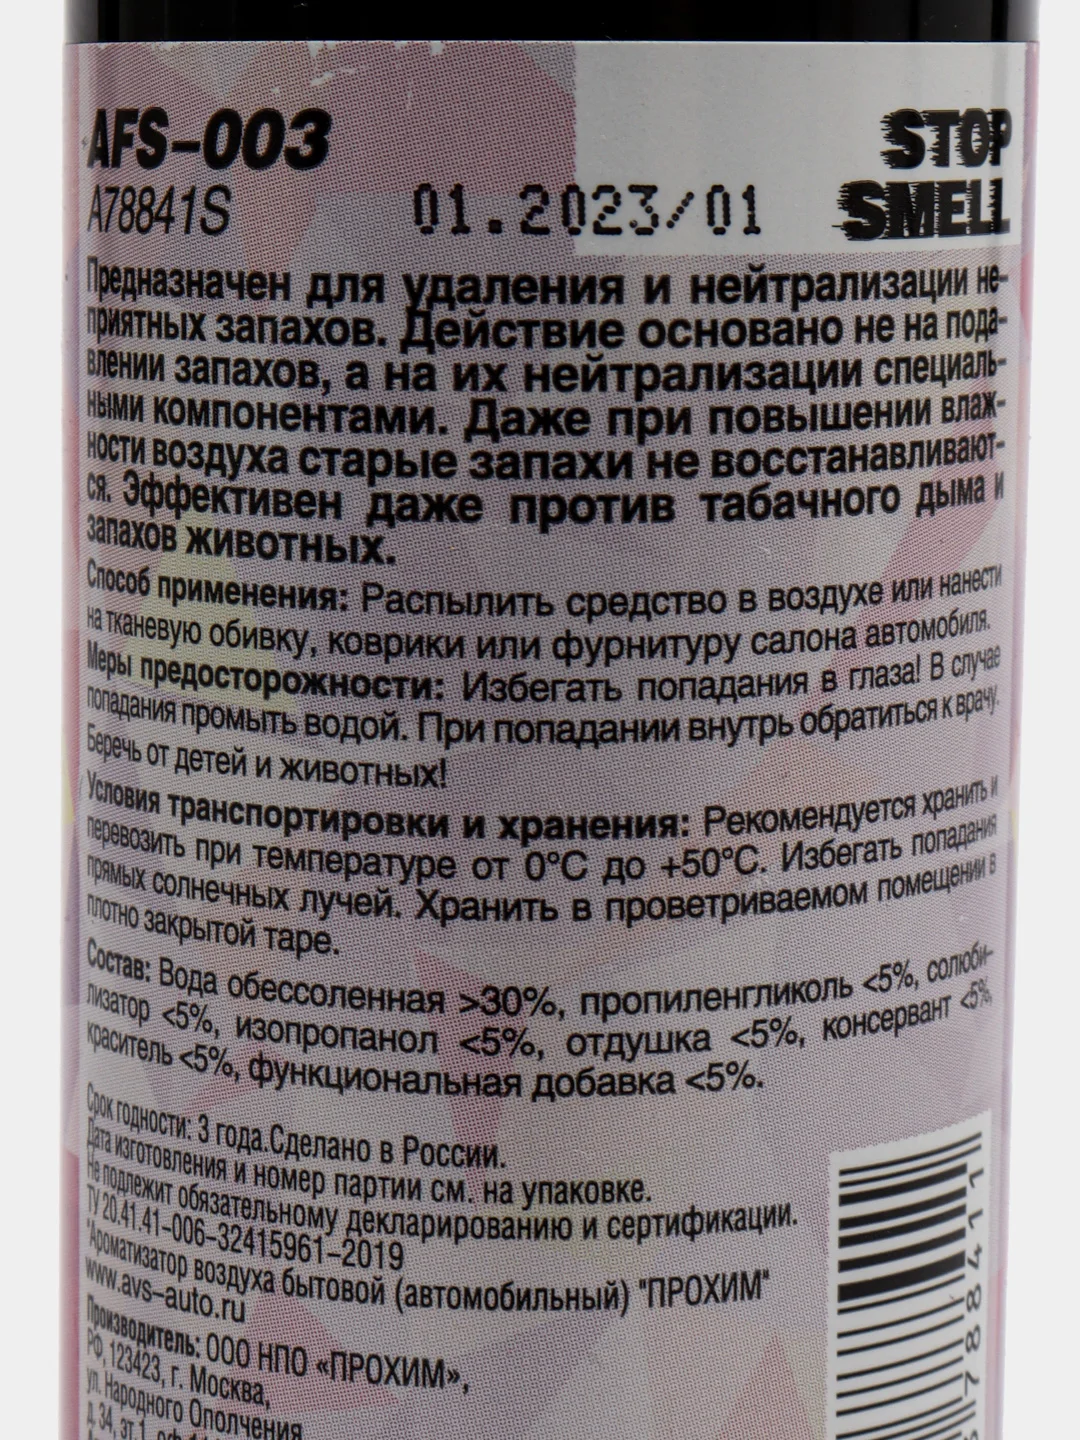 AFS-003
STOP
SMELL
A78841S
01.2023/01
Предназначен для удаления и нейтрализации не-
приятных запахов. Действие основано не на пода-
влении запахов, а на их нейтрализации специаль-
ными компонентами. Даже при повышении влаж-
ности воздуха старые запахи не восстанавливают-
ся. Эффективен даже против табачного дыма и
запахов животных.
Способ применения: Распылить средство в воздухе или нанести
на тканевую обивку, коврики или фурнитуру салона автомобиля.
Меры предосторожности: Избегать попадания в глаза! В случае
попадания промыть водой. При попадании внутрь обратиться к врачу.
Беречь от детей и животных!
Условия транспортировки и хранения: Рекомендуется хранить и
перевозить при температуре от 0°С до +50°С. Избегать попадания
прямых солнечных лучей. Хранить в проветриваемом помещении в
плотно закрытой таре.
Состав: Вода обессоленная >30%, пропиленгликоль <5%, солюби-
лизатор <5%, изопропанол <5%, отдушка <5%, консервант <5%,
краситель <5%, функциональная добавка <5%.
Срок годности: 3 года.Сделано в России.
Дата изготовления и номер партии см. на упаковке.
Не подлежит обязательному декларированию и сертификации.
ТУ 20.41.41-006-32415961-2019
"Ароматизатор воздуха бытовой (автомобильный) "ПРОХИМ"
www.avs-auto.ru
Производитель: ООО НПО «ПРОХИМ»,
РФ, 123423, г. Москва,
ул. Народного Ополчения
д. 34, эт.1
788411